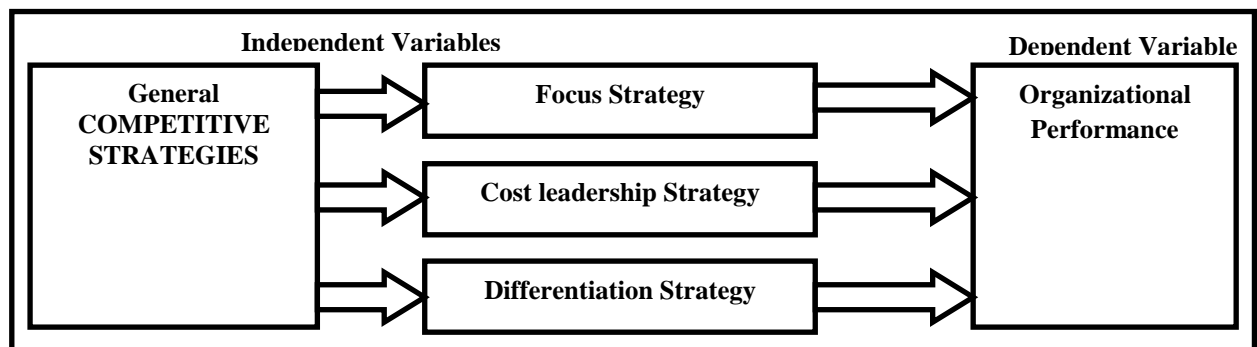 Independent Variables
Dependent Variable
General
COMPETITIVE
STRATEGIES
Focus Strategy
Cost leadership Strategy
Differentiation Strategy
Organizational
Performance